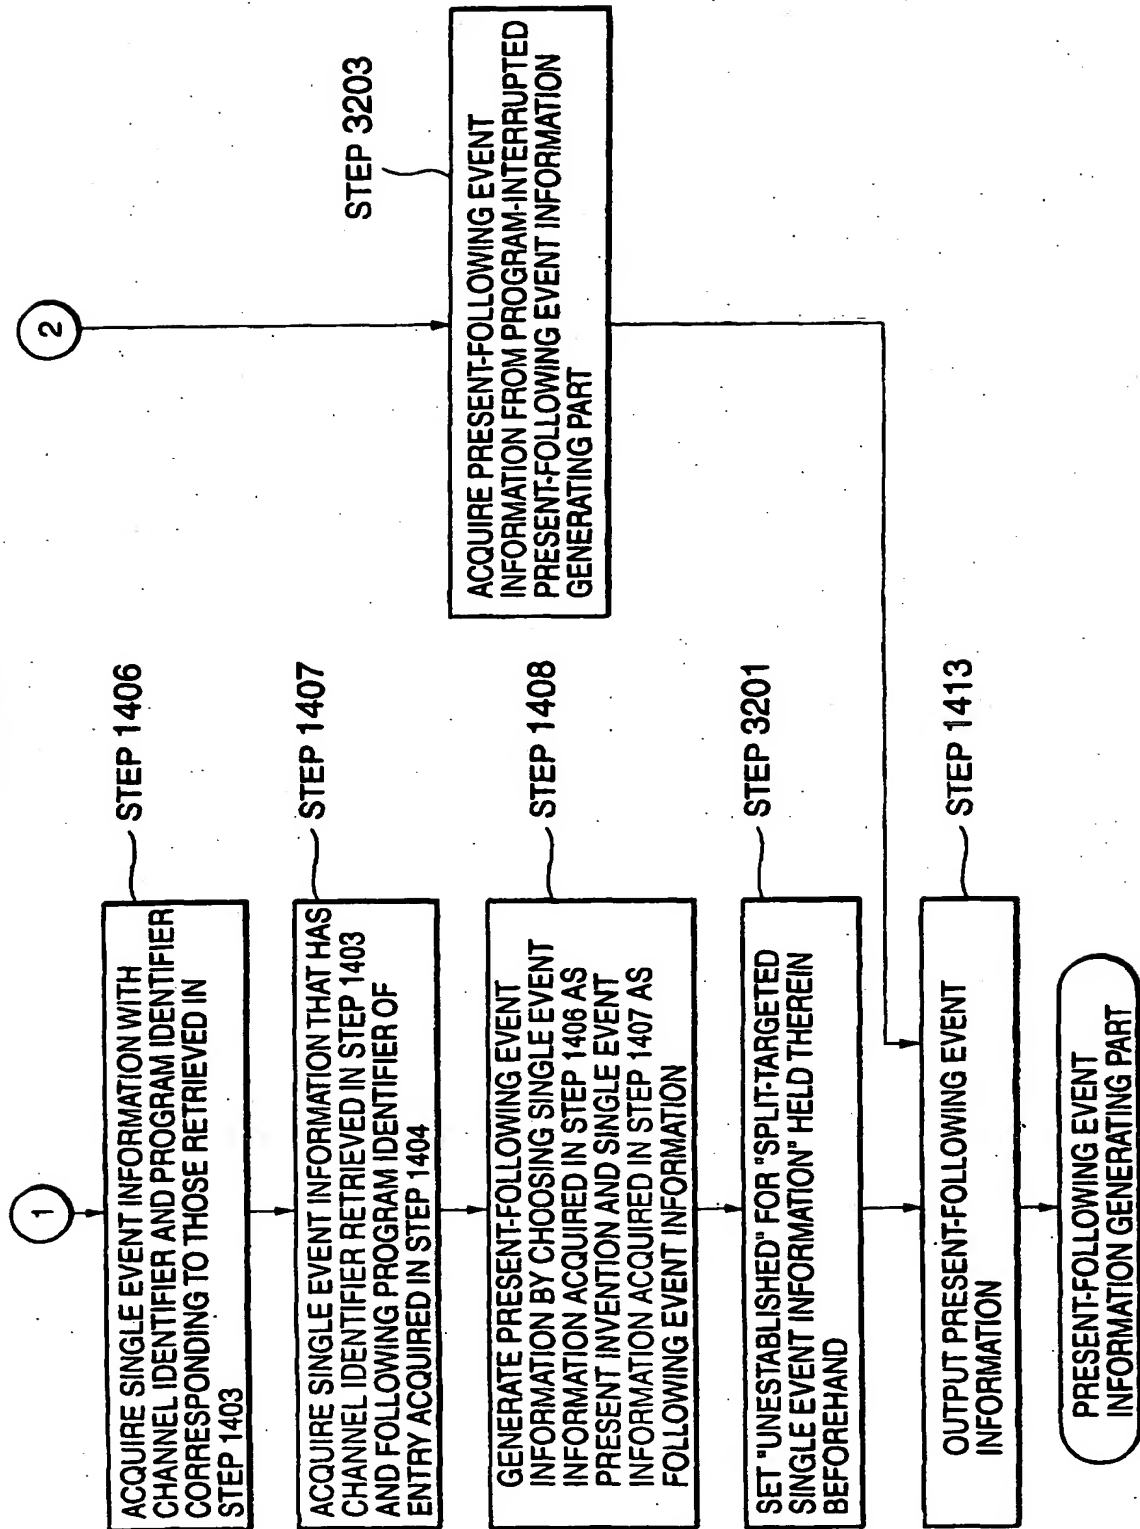 1
ACQUIRE SINGLE EVENT INFORMATION WITH
CHANNEL IDENTIFIER AND PROGRAM IDENTIFIER
CORRESPONDING TO THOSE RETRIEVED IN
STEP 1403
STEP 1406
ACQUIRE SINGLE EVENT INFORMATION THAT HAS
CHANNEL IDENTIFIER RETRIEVED IN STEP 1403
AND FOLLOWING PROGRAM IDENTIFIER OF
ENTRY ACQUIRED IN STEP 1404
STEP 1407
GENERATE PRESENT-FOLLOWING EVENT
INFORMATION BY CHOOSING SINGLE EVENT
INFORMATION ACQUIRED IN STEP 1406 AS
PRESENT INVENTION AND SINGLE EVENT
INFORMATION ACQUIRED IN STEP 1407 AS
FOLLOWING EVENT INFORMATION
STEP 1408
SET "UNESTABLISHED" FOR "SPLIT-TARGETED
SINGLE EVENT INFORMATION" HELD THEREIN
BEFOREHAND
STEP 3201
OUTPUT PRESENT-FOLLOWING EVENT
INFORMATION
STEP 1413
PRESENT-FOLLOWING EVENT
INFORMATION GENERATING PART
2
ACQUIRE PRESENT-FOLLOWING EVENT
INFORMATION FROM PROGRAM-INTERRUPTED
PRESENT-FOLLOWING EVENT INFORMATION
GENERATING PART
STEP 3203